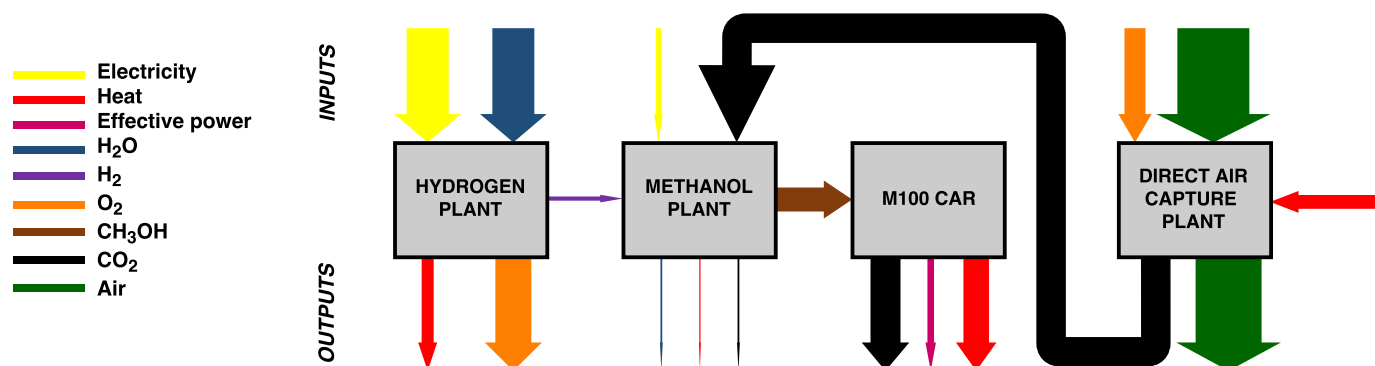 Electricity
Heat
Effective power
H₂O
H₂
O₂
CH₃OH
CO₂
Air
INPUTS
OUTPUTS
HYDROGEN
PLANT
METHANOL
PLANT
M100 CAR
DIRECT AIR
CAPTURE
PLANT